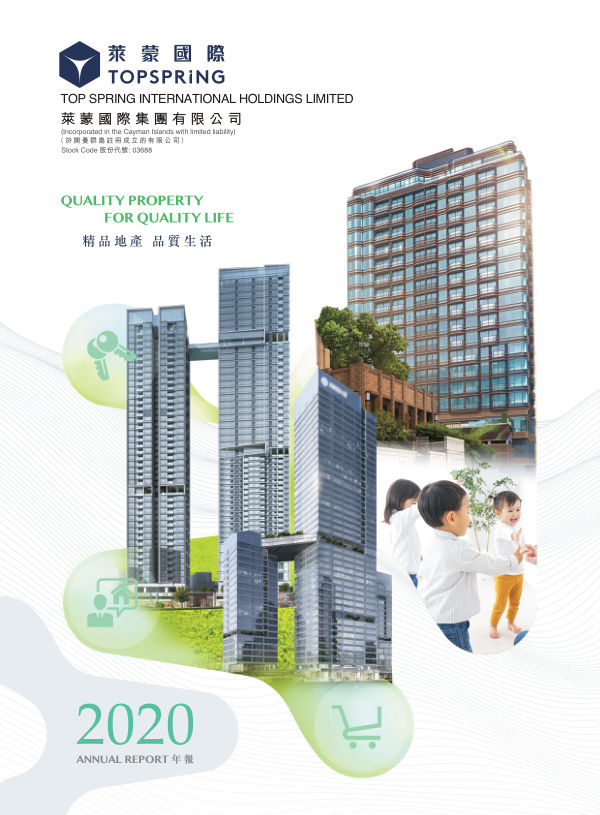 萊蒙國際
TOPSPRiNG
TOP SPRING INTERNATIONAL HOLDINGS LIMITED
萊蒙國際集團有限公司
(Incorporated in the Cayman Islands with limited liability)
(於開曼群島註冊成立的有限公司)
Stock Code 股份代號: 03688
QUALITY PROPERTY
FOR QUALITY LIFE
精品地產 品質生活
2020
ANNUAL REPORT 年報